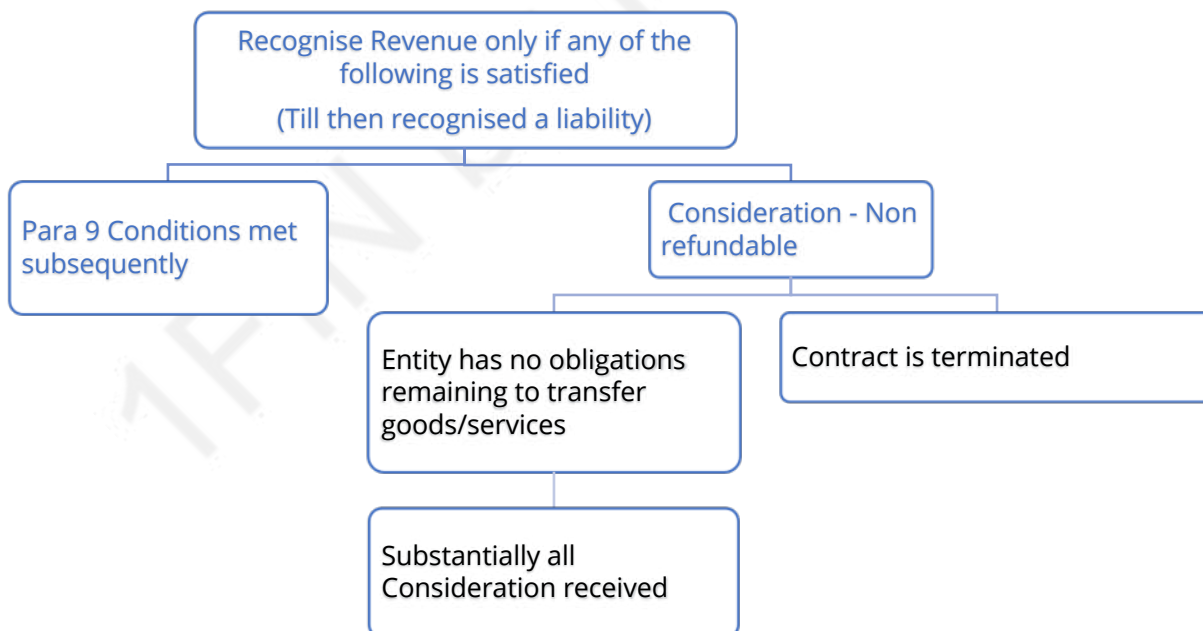 Recognise Revenue only if any of the
following is satisfied
(Till then recognised a liability)
Para 9 Conditions met
subsequently
Consideration - Non
refundable
Entity has no obligations
remaining to transfer
goods/services
Contract is terminated
Substantially all
Consideration received
1FIN